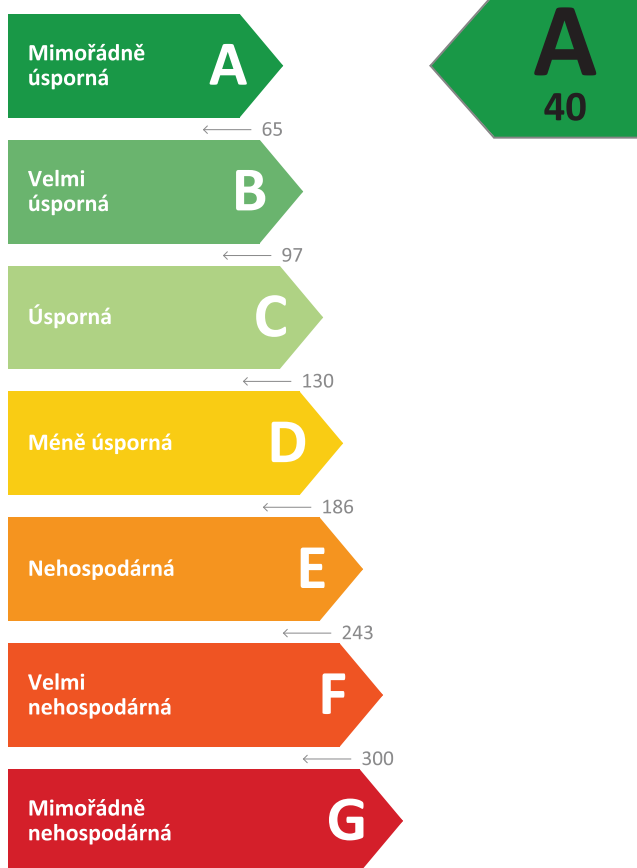 Mimořádně
úsporná
A
A
40
65
Velmi
úsporná
B
97
Úsporná
C
130
Méně úsporná
D
186
Nehospodárná
E
243
Velmi
nehospodárná
F
300
Mimořádně
nehospodárná
G